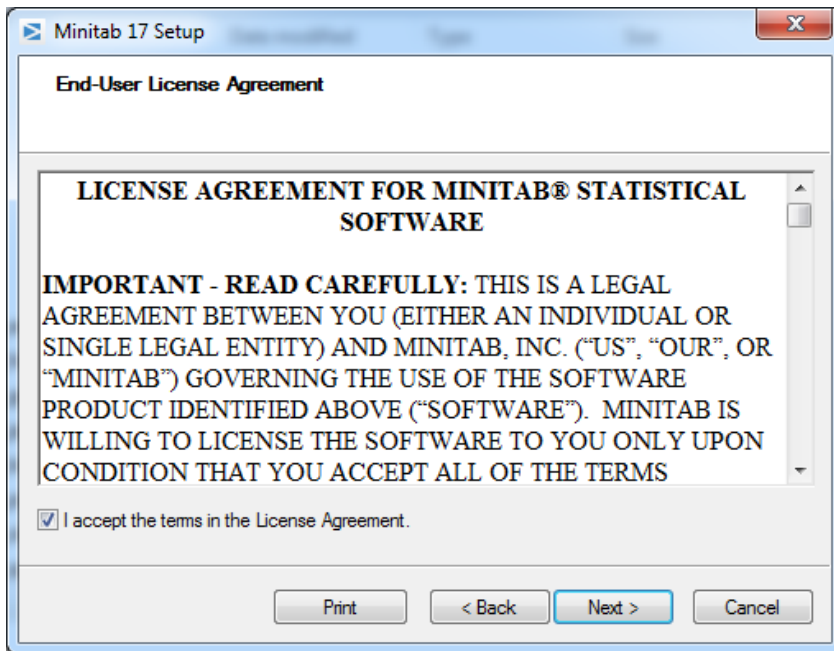 Minitab 17 Setup
Date modified Type Size
End-User License Agreement
LICENSE AGREEMENT FOR MINITAB® STATISTICAL
SOFTWARE
IMPORTANT - READ CAREFULLY: THIS IS A LEGAL
AGREEMENT BETWEEN YOU (EITHER AN INDIVIDUAL OR
SINGLE LEGAL ENTITY) AND MINITAB, INC. (“US”, “OUR”, OR
“MINITAB”) GOVERNING THE USE OF THE SOFTWARE
PRODUCT IDENTIFIED ABOVE (“SOFTWARE”).  MINITAB IS
WILLING TO LICENSE THE SOFTWARE TO YOU ONLY UPON
CONDITION THAT YOU ACCEPT ALL OF THE TERMS
I accept the terms in the License Agreement.
Print < Back Next > Cancel